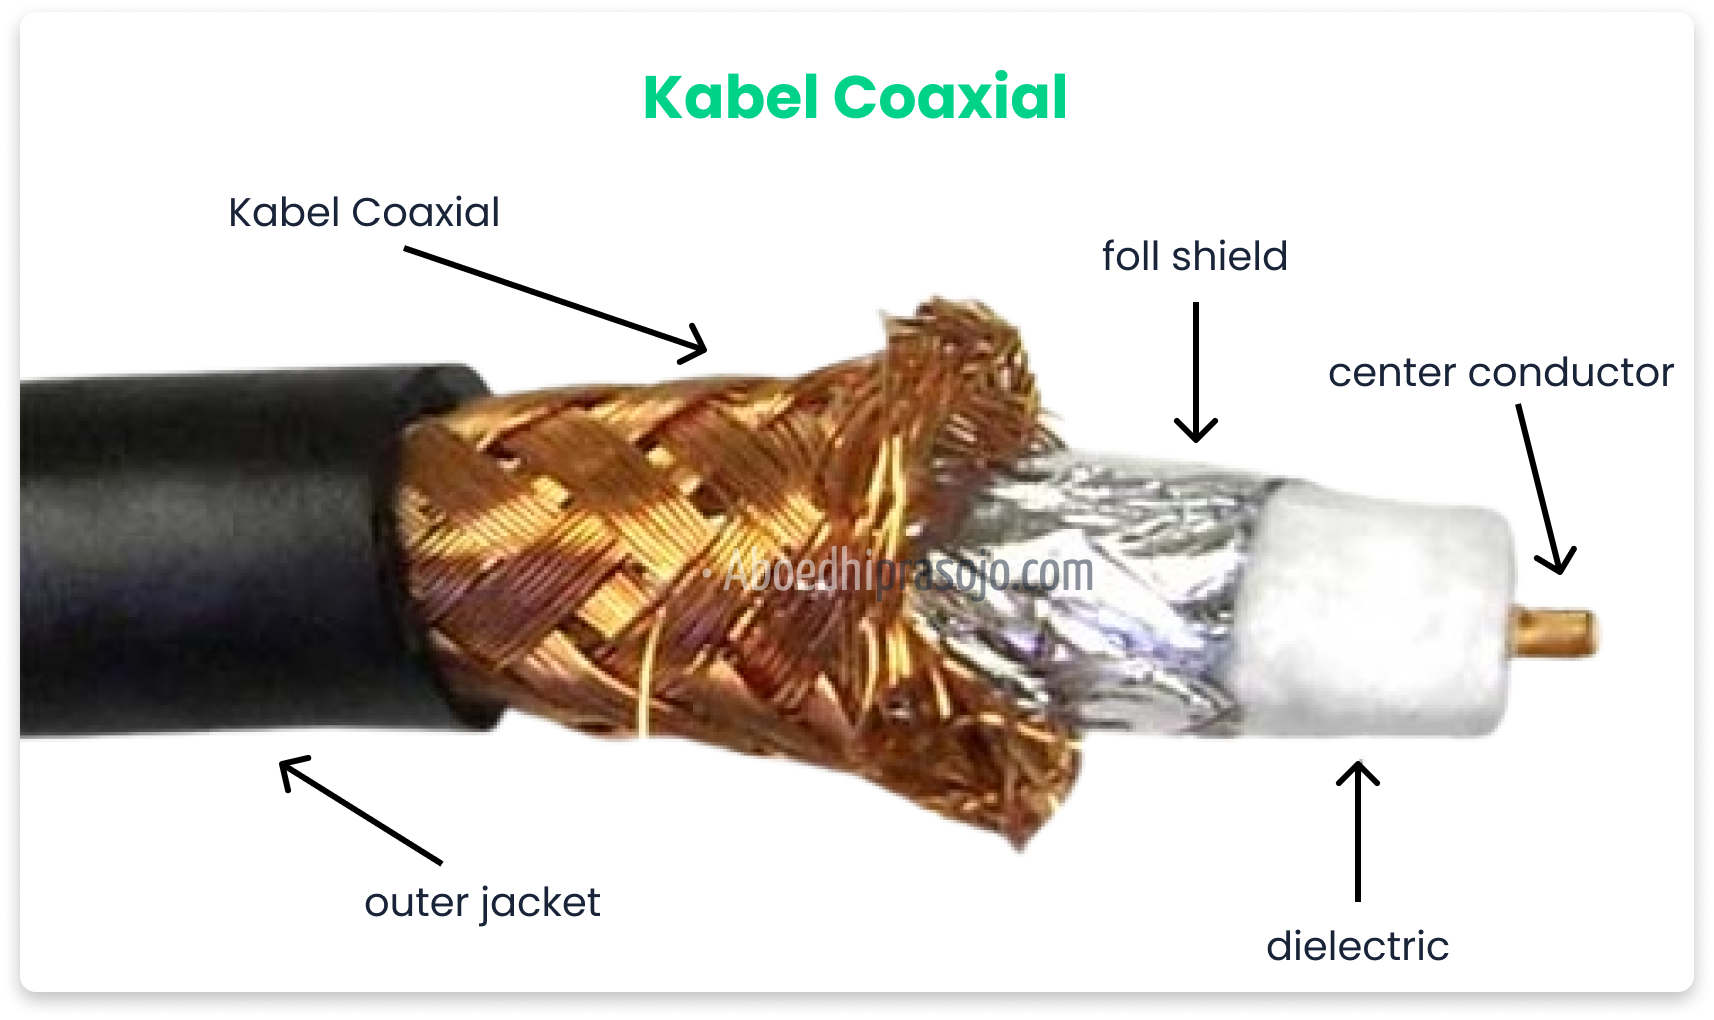 Kabel Coaxial
Kabel Coaxial
foll shield
center conductor
Aboedhiprasojo.com
outer jacket
dielectric